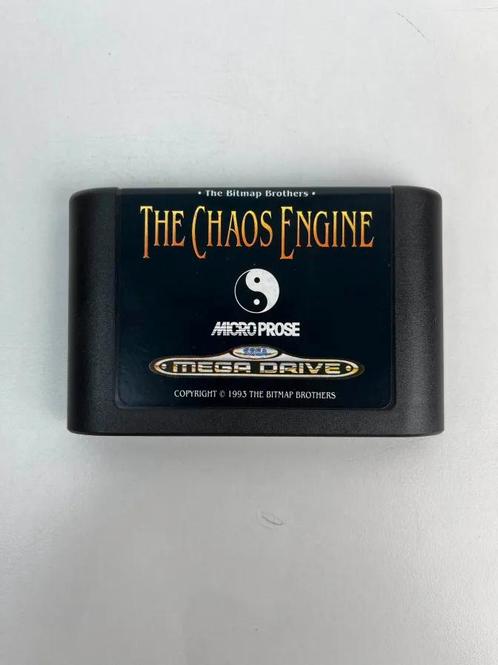 • The Bitmap Brothers •
THE CHAOS ENGINE
MICROPROSE
SEGA
• MEGA DRIVE •
COPYRIGHT © 1993 THE BITMAP BROTHERS